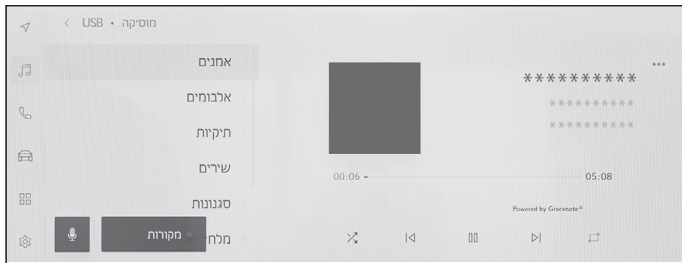 מוסיקה • USB
אמנים
אלבומים
תיקיות
שירים
סגנונות
מקורות
**********
**********
**********
00:06
05:08
Powered by Gracenote®